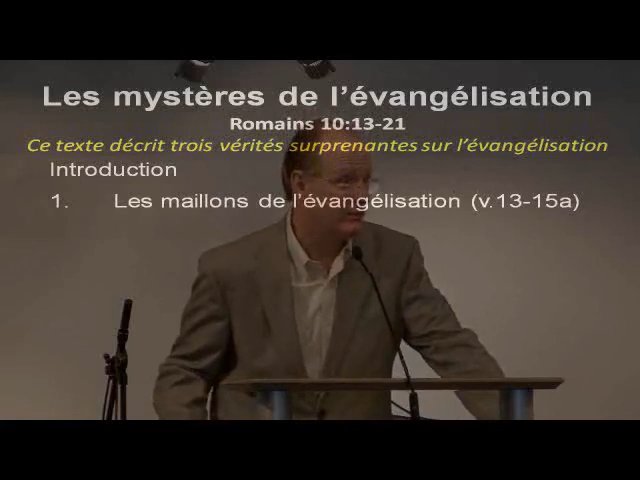 Les mystères de l’évangélisation
Romains 10:13-21
Ce texte décrit trois vérités surprenantes sur l’évangélisation
Introduction
1. Les maillons de l’évangélisation (v.13-15a)